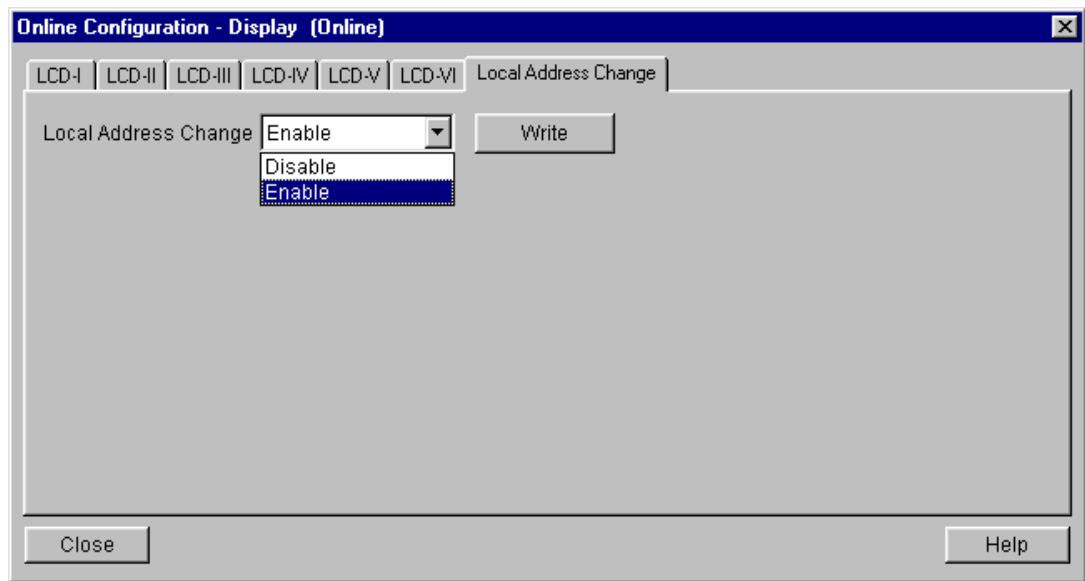 Online Configuration - Display (Online)
LCD-I LCD-II LCD-III LCD-IV LCD-V LCD-VI Local Address Change
Local Address Change Enable Write
Disable
Enable
Close Help